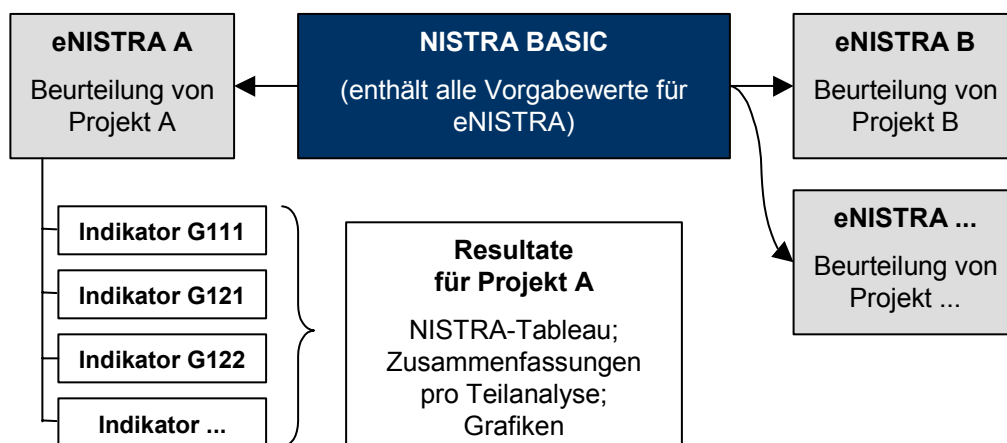 eNISTRA A
Beurteilung von
Projekt A
NISTRA BASIC
(enthält alle Vorgabewerte für
eNISTRA)
eNISTRA B
Beurteilung von
Projekt B
eNISTRA ...
Beurteilung von
Projekt ...
Indikator G111
Indikator G121
Indikator G122
Indikator ...
Resultate
für Projekt A
NISTRA-Tableau;
Zusammenfassungen
pro Teilanalyse;
Grafiken